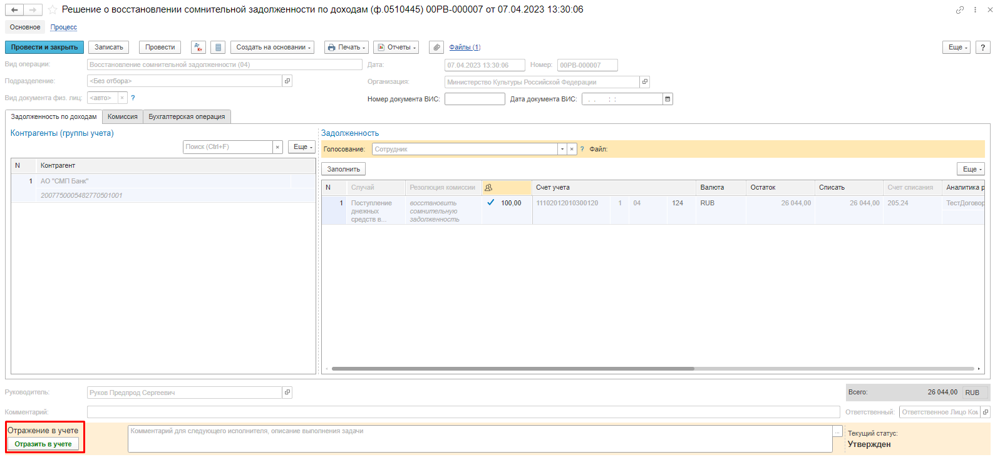 Решение о восстановлении сомнительной задолженности по доходам (ф.0510445) 00РВ-000007 от 07.04.2023 13:30:06
Основное Процесс
Провести и закрыть Записать Провести Дт Кт Создать на основании Печать Отчеты Файлы (1) Еще ?
Вид операции: Восстановление сомнительной задолженности (04) Дата: 07.04.2023 13:30:06 Номер: 00РВ-000007
Подразделение: <Без отбора> Организация: Министерство Культуры Российской Федерации
Вид документа физ. лиц: <авто> × ? Номер документа ВИС: Дата документа ВИС: . . : :
Задолженность по доходам Комиссия Бухгалтерская операция
Контрагенты (группы учета) Задолженность
Поиск (Ctrl+F) × Еще Голосование: Сотрудник × ? Файл:
Заполнить Еще
N Контрагент
1 АО "СМП Банк"
2007750005482770501001
N Случай Резолюция комиссии Счет учета Валюта Остаток Списать Счет списания Аналитика р
1 Поступление восстановить 100,00 11102012010300120 1 04 124 RUB 26 044,00 26 044,00 205.24 ТестДоговор
днежных сомнительную
средств в... задолженность
Руководитель: Руков Предпрод Сергеевич Всего: 26 044,00 RUB
Комментарий: Ответственный: Ответственное Лицо Ком
Отражение в учете Комментарий для следующего исполнителя, описание выполнения задачи ... Текущий статус:
Отразить в учете Утвержден